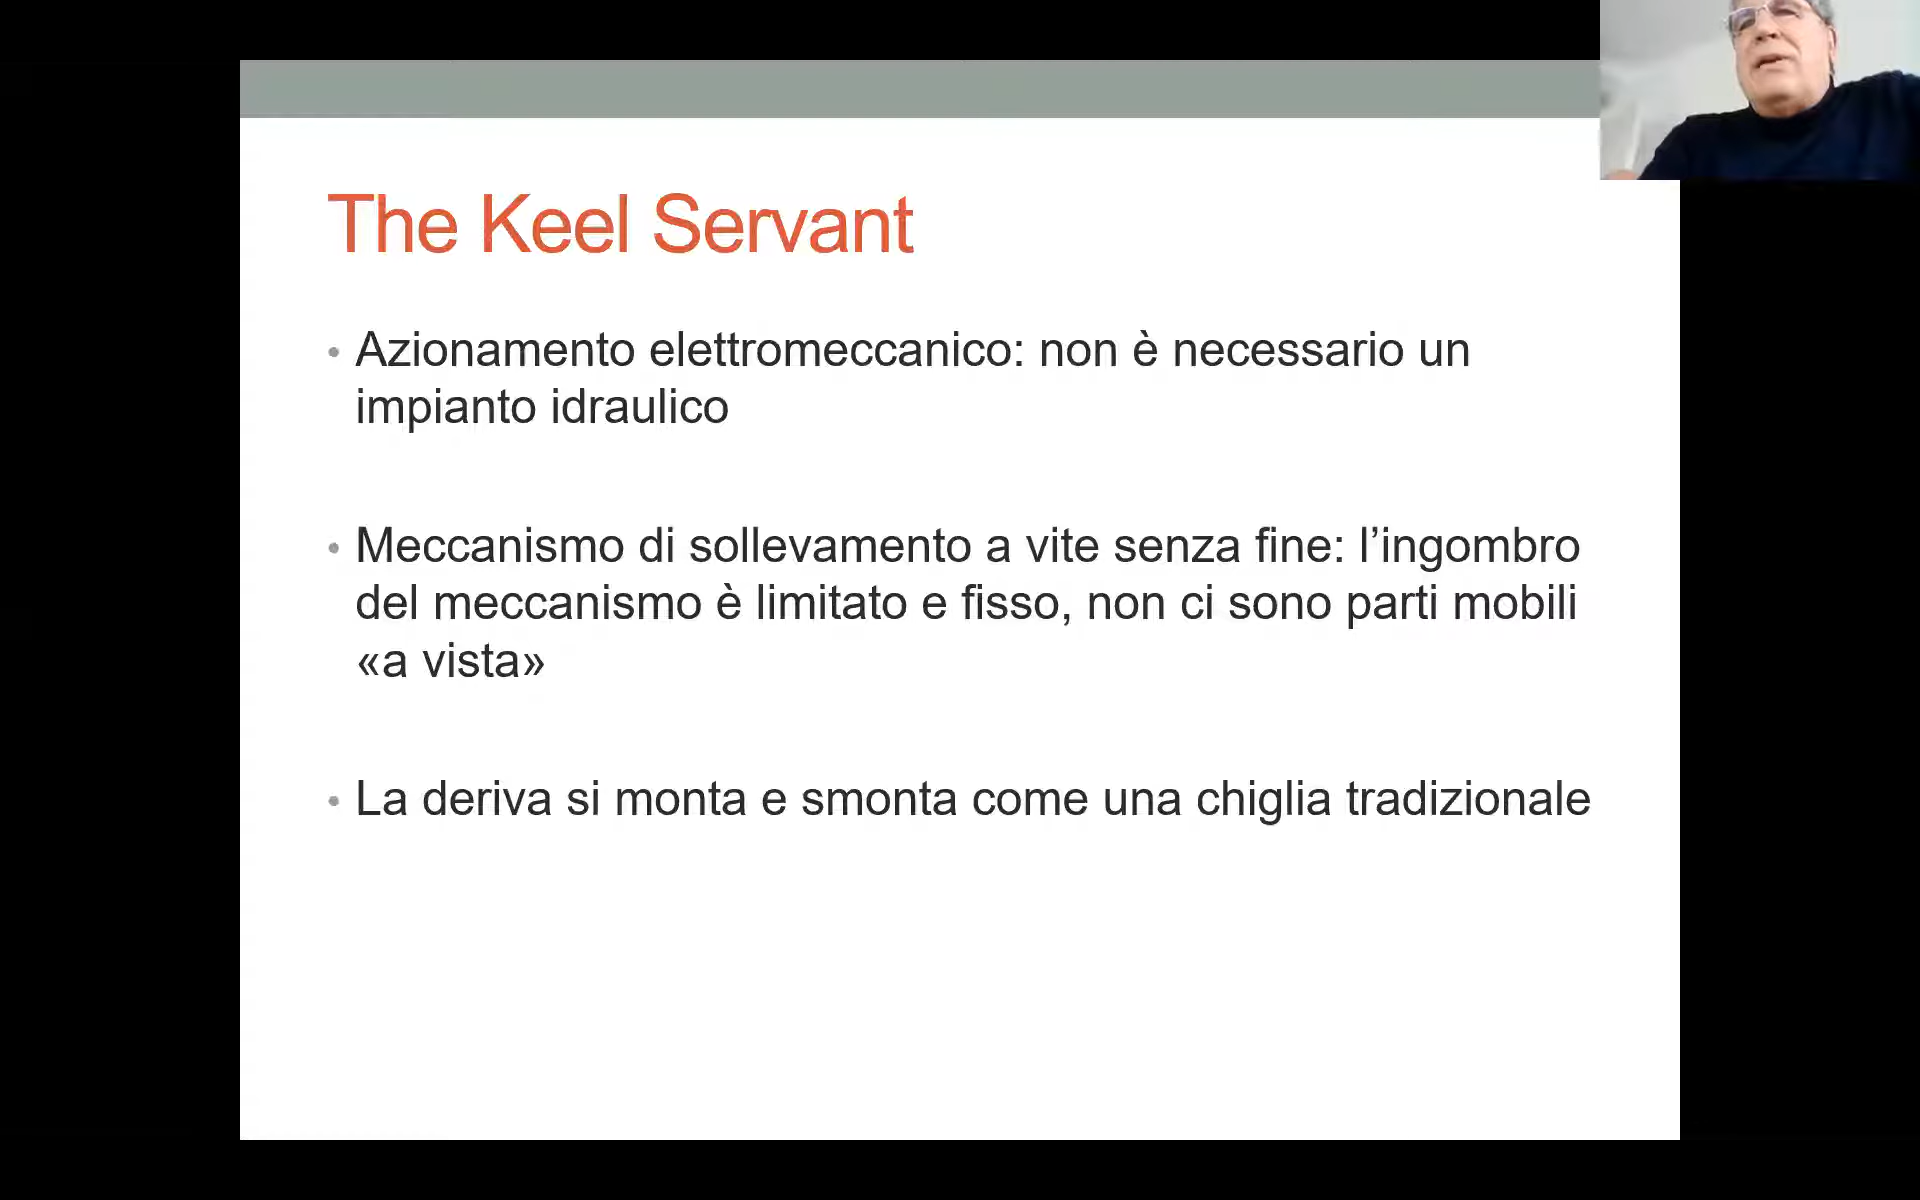 The Keel Servant
• Azionamento elettromeccanico: non è necessario un
impianto idraulico
• Meccanismo di sollevamento a vite senza fine: l’ingombro
del meccanismo è limitato e fisso, non ci sono parti mobili
«a vista»
• La deriva si monta e smonta come una chiglia tradizionale